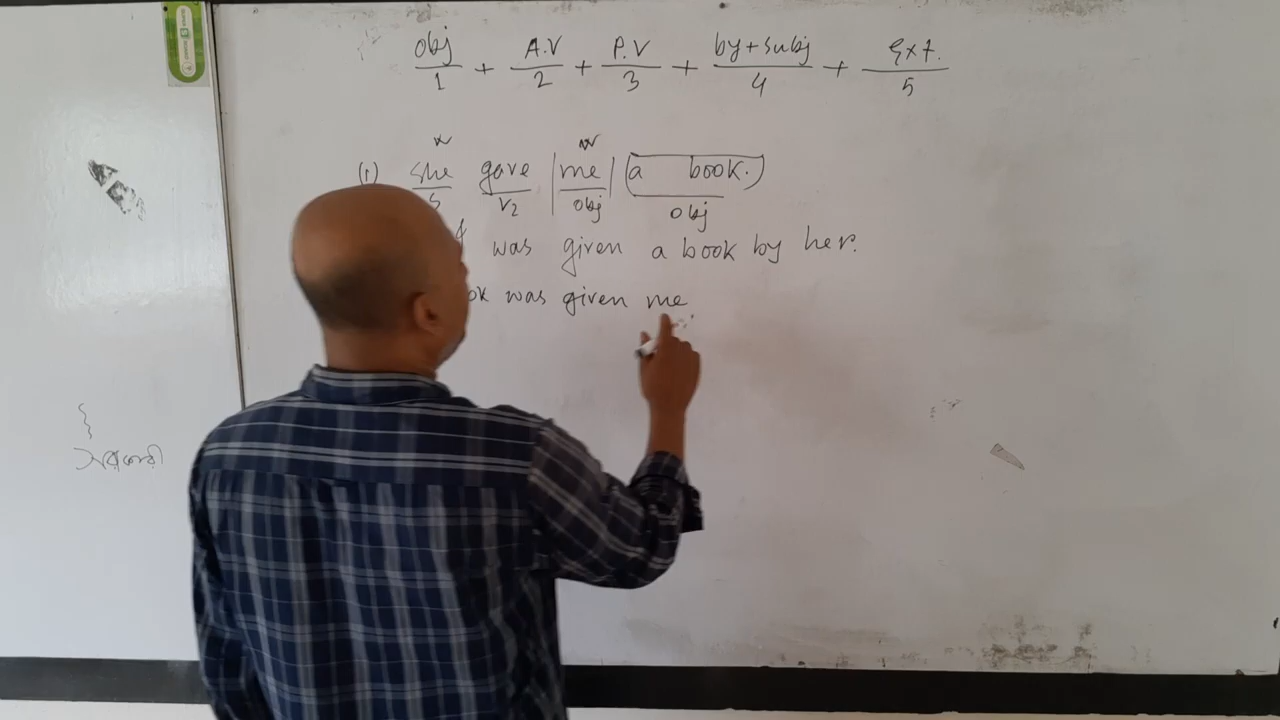 obj + A.V + P.V + by+subj + Ext.
1 2 3 4 5
(1) she gave me a book.
S V2 obj obj
I was given a book by her.
ok was given me